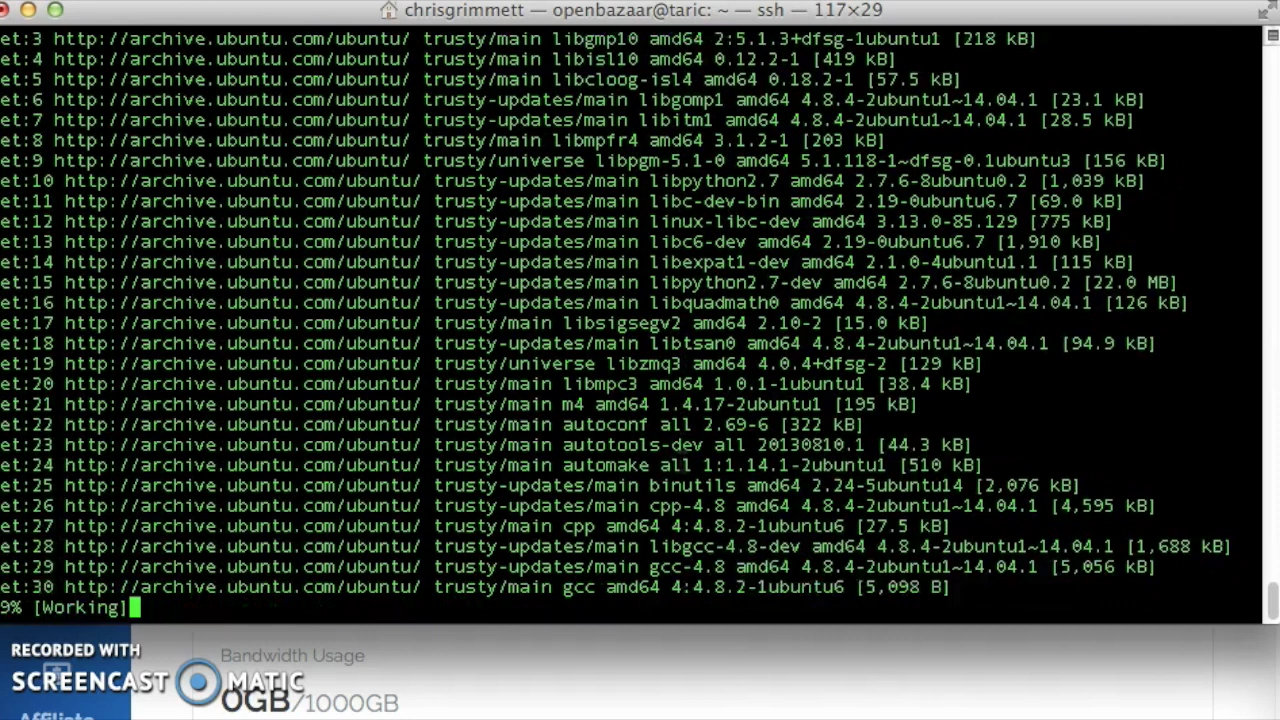 chrisgrimmett — openbazaar@taric: ~ — ssh — 117×29
et:3 http://archive.ubuntu.com/ubuntu/ trusty/main libgmp10 amd64 2:5.1.3+dfsg-1ubuntu1 [218 kB]
et:4 http://archive.ubuntu.com/ubuntu/ trusty/main libisl10 amd64 0.12.2-1 [419 kB]
et:5 http://archive.ubuntu.com/ubuntu/ trusty/main libcloog-isl4 amd64 0.18.2-1 [57.5 kB]
et:6 http://archive.ubuntu.com/ubuntu/ trusty-updates/main libgomp1 amd64 4.8.4-2ubuntu1~14.04.1 [23.1 kB]
et:7 http://archive.ubuntu.com/ubuntu/ trusty-updates/main libitm1 amd64 4.8.4-2ubuntu1~14.04.1 [28.5 kB]
et:8 http://archive.ubuntu.com/ubuntu/ trusty/main libmpfr4 amd64 3.1.2-1 [203 kB]
et:9 http://archive.ubuntu.com/ubuntu/ trusty/universe libpgm-5.1-0 amd64 5.1.118-1~dfsg-0.1ubuntu3 [156 kB]
et:10 http://archive.ubuntu.com/ubuntu/ trusty-updates/main libpython2.7 amd64 2.7.6-8ubuntu0.2 [1,039 kB]
et:11 http://archive.ubuntu.com/ubuntu/ trusty-updates/main libc-dev-bin amd64 2.19-0ubuntu6.7 [69.0 kB]
et:12 http://archive.ubuntu.com/ubuntu/ trusty-updates/main linux-libc-dev amd64 3.13.0-85.129 [775 kB]
et:13 http://archive.ubuntu.com/ubuntu/ trusty-updates/main libc6-dev amd64 2.19-0ubuntu6.7 [1,910 kB]
et:14 http://archive.ubuntu.com/ubuntu/ trusty-updates/main libexpat1-dev amd64 2.1.0-4ubuntu1.1 [115 kB]
et:15 http://archive.ubuntu.com/ubuntu/ trusty-updates/main libpython2.7-dev amd64 2.7.6-8ubuntu0.2 [22.0 MB]
et:16 http://archive.ubuntu.com/ubuntu/ trusty-updates/main libquadmath0 amd64 4.8.4-2ubuntu1~14.04.1 [126 kB]
et:17 http://archive.ubuntu.com/ubuntu/ trusty/main libsigsegv2 amd64 2.10-2 [15.0 kB]
et:18 http://archive.ubuntu.com/ubuntu/ trusty-updates/main libtsan0 amd64 4.8.4-2ubuntu1~14.04.1 [94.9 kB]
et:19 http://archive.ubuntu.com/ubuntu/ trusty/universe libzmq3 amd64 4.0.4+dfsg-2 [129 kB]
et:20 http://archive.ubuntu.com/ubuntu/ trusty/main libmpc3 amd64 1.0.1-1ubuntu1 [38.4 kB]
et:21 http://archive.ubuntu.com/ubuntu/ trusty/main m4 amd64 1.4.17-2ubuntu1 [195 kB]
et:22 http://archive.ubuntu.com/ubuntu/ trusty/main autoconf all 2.69-6 [322 kB]
et:23 http://archive.ubuntu.com/ubuntu/ trusty/main autotools-dev all 20130810.1 [44.3 kB]
et:24 http://archive.ubuntu.com/ubuntu/ trusty/main automake all 1:1.14.1-2ubuntu1 [510 kB]
et:25 http://archive.ubuntu.com/ubuntu/ trusty-updates/main binutils amd64 2.24-5ubuntu14 [2,076 kB]
et:26 http://archive.ubuntu.com/ubuntu/ trusty-updates/main cpp-4.8 amd64 4.8.4-2ubuntu1~14.04.1 [4,595 kB]
et:27 http://archive.ubuntu.com/ubuntu/ trusty/main cpp amd64 4:4.8.2-1ubuntu6 [27.5 kB]
et:28 http://archive.ubuntu.com/ubuntu/ trusty-updates/main libgcc-4.8-dev amd64 4.8.4-2ubuntu1~14.04.1 [1,688 kB]
et:29 http://archive.ubuntu.com/ubuntu/ trusty-updates/main gcc-4.8 amd64 4.8.4-2ubuntu1~14.04.1 [5,056 kB]
et:30 http://archive.ubuntu.com/ubuntu/ trusty/main gcc amd64 4:4.8.2-1ubuntu6 [5,098 B]
9% [Working]
RECORDED WITH
SCREENCAST MATIC
Bandwidth Usage
0GB/1000GB
Affiliate